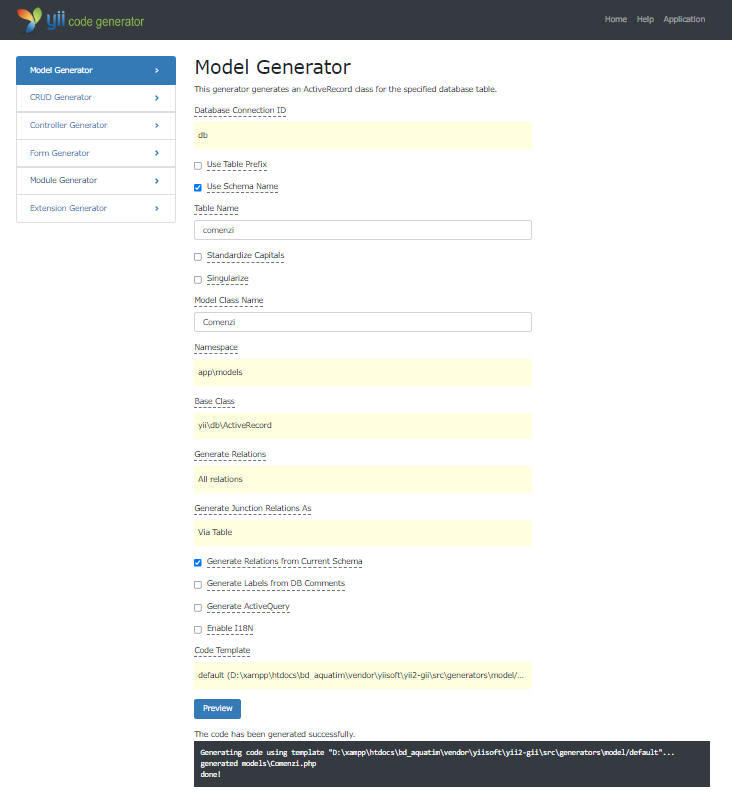 yii code generator
Home Help Application
Model Generator
CRUD Generator
Controller Generator
Form Generator
Module Generator
Extension Generator
Model Generator
This generator generates an ActiveRecord class for the specified database table.
Database Connection ID
db
Use Table Prefix
Use Schema Name
Table Name
comenzi
Standardize Capitals
Singularize
Model Class Name
Comenzi
Namespace
app\models
Base Class
yii\db\ActiveRecord
Generate Relations
All relations
Generate Junction Relations As
Via Table
Generate Relations from Current Schema
Generate Labels from DB Comments
Generate ActiveQuery
Enable I18N
Code Template
default (D:\xampp\htdocs\bd_aquatim\vendor\yiisoft\yii2-gii\src\generators\model/...
Preview
The code has been generated successfully.
Generating code using template "D:\xampp\htdocs\bd_aquatim\vendor\yiisoft\yii2-gii\src\generators\model/default"...
generated models\Comenzi.php
done!